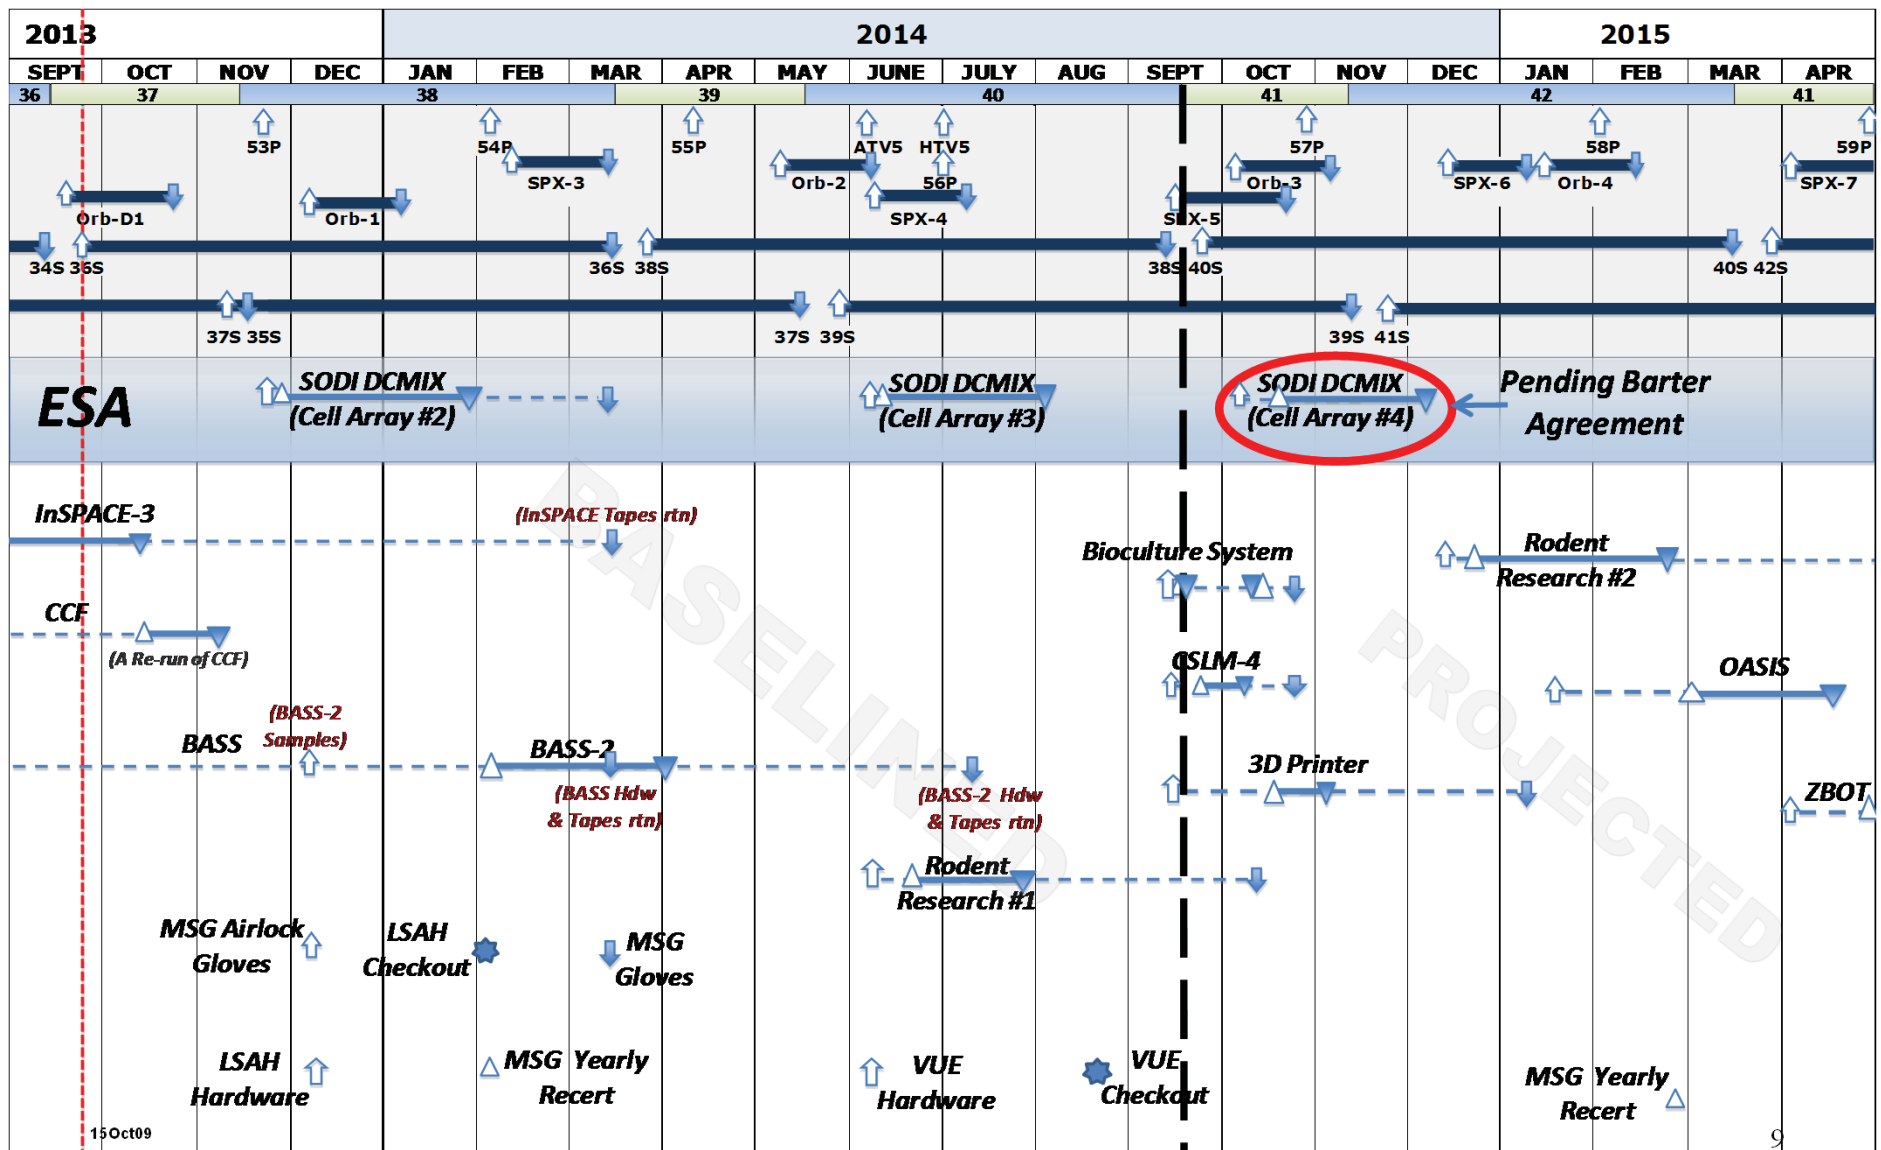 2013 2014 2015
SEPT OCT NOV DEC JAN FEB MAR APR MAY JUNE JULY AUG SEPT OCT NOV DEC JAN FEB MAR APR
36 37 38 39 40 41 42 41
53P 54P 55P ATV5 HTV5 57P 58P 59P
SPX-3 Orb-2 56P Orb-3 SPX-6 Orb-4 SPX-7
Orb-D1 Orb-1 SPX-4 SPX-5
34S 36S 36S 38S 38S 40S 40S 42S
37S 35S 37S 39S 39S 41S
ESA
SODI DCMIX
(Cell Array #2)
SODI DCMIX
(Cell Array #3)
SODI DCMIX
(Cell Array #4)
Pending Barter
Agreement
BASELINED
PROJECTED
InSPACE-3
(InSPACE Tapes rtn)
Bioculture System
Rodent
Research #2
CCF
(A Re-run of CCF)
CSLM-4
OASIS
BASS
(BASS-2
Samples)
BASS-2
(BASS Hdw
& Tapes rtn)
(BASS-2 Hdw
& Tapes rtn)
3D Printer
ZBOT
Rodent
Research #1
MSG Airlock
Gloves
LSAH
Checkout
MSG
Gloves
LSAH
Hardware
MSG Yearly
Recert
VUE
Hardware
VUE
Checkout
MSG Yearly
Recert
15Oct09
9